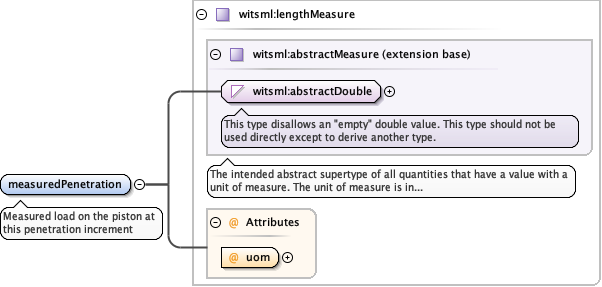 witsml:lengthMeasure
witsml:abstractMeasure (extension base)
witsml:abstractDouble
This type disallows an "empty" double value. This type should not be
used directly except to derive another type.
The intended abstract supertype of all quantities that have a value with a
unit of measure. The unit of measure is in...
measuredPenetration
Measured load on the piston at
this penetration increment
@ Attributes
@ uom